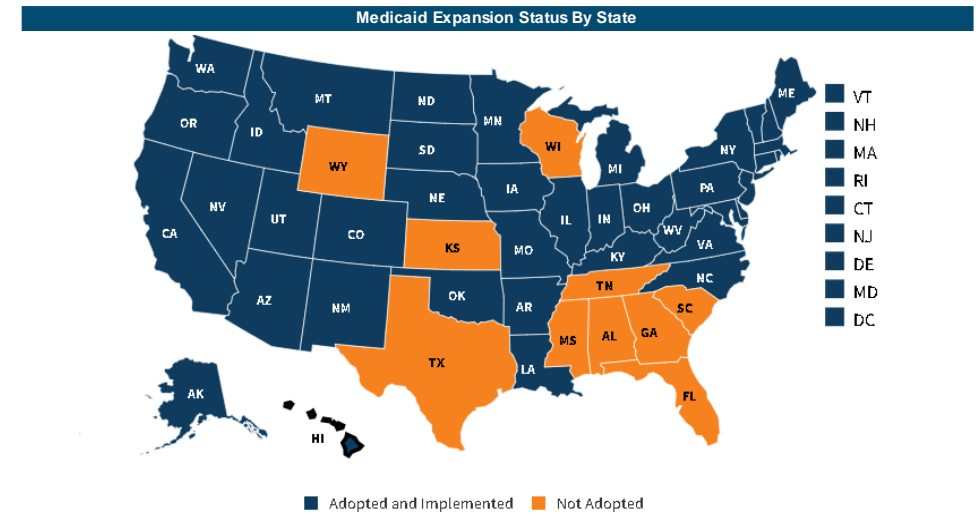 Medicaid Expansion Status By State
WA
MT
ND
MN
ME
VT
OR
ID
SD
WI
MI
NY
NH
MA
WY
RI
NV
UT
CO
NE
IA
IL
IN
OH
PA
CT
CA
KS
MO
WV
VA
NJ
KY
DE
AZ
NM
OK
AR
TN
NC
MD
SC
DC
TX
LA
MS
AL
GA
FL
AK
HI
Adopted and Implemented
Not Adopted